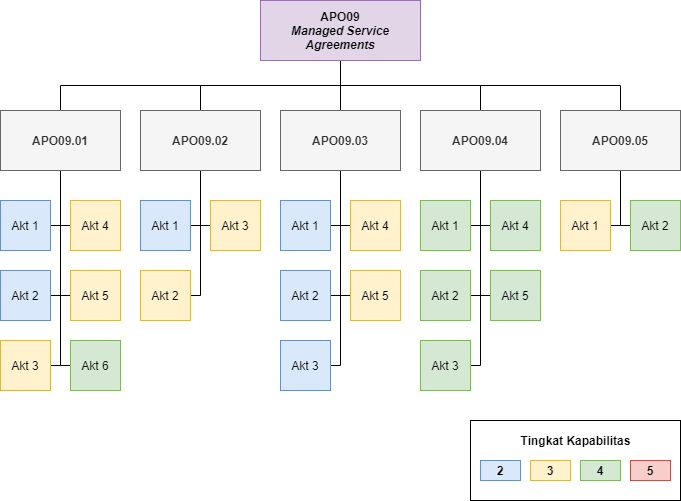 APO09
Managed Service
Agreements
APO09.01
APO09.02
APO09.03
APO09.04
APO09.05
Akt 1
Akt 4
Akt 1
Akt 3
Akt 1
Akt 4
Akt 1
Akt 4
Akt 1
Akt 2
Akt 2
Akt 5
Akt 2
Akt 2
Akt 5
Akt 2
Akt 5
Akt 3
Akt 6
Akt 3
Akt 3
Tingkat Kapabilitas
2
3
4
5